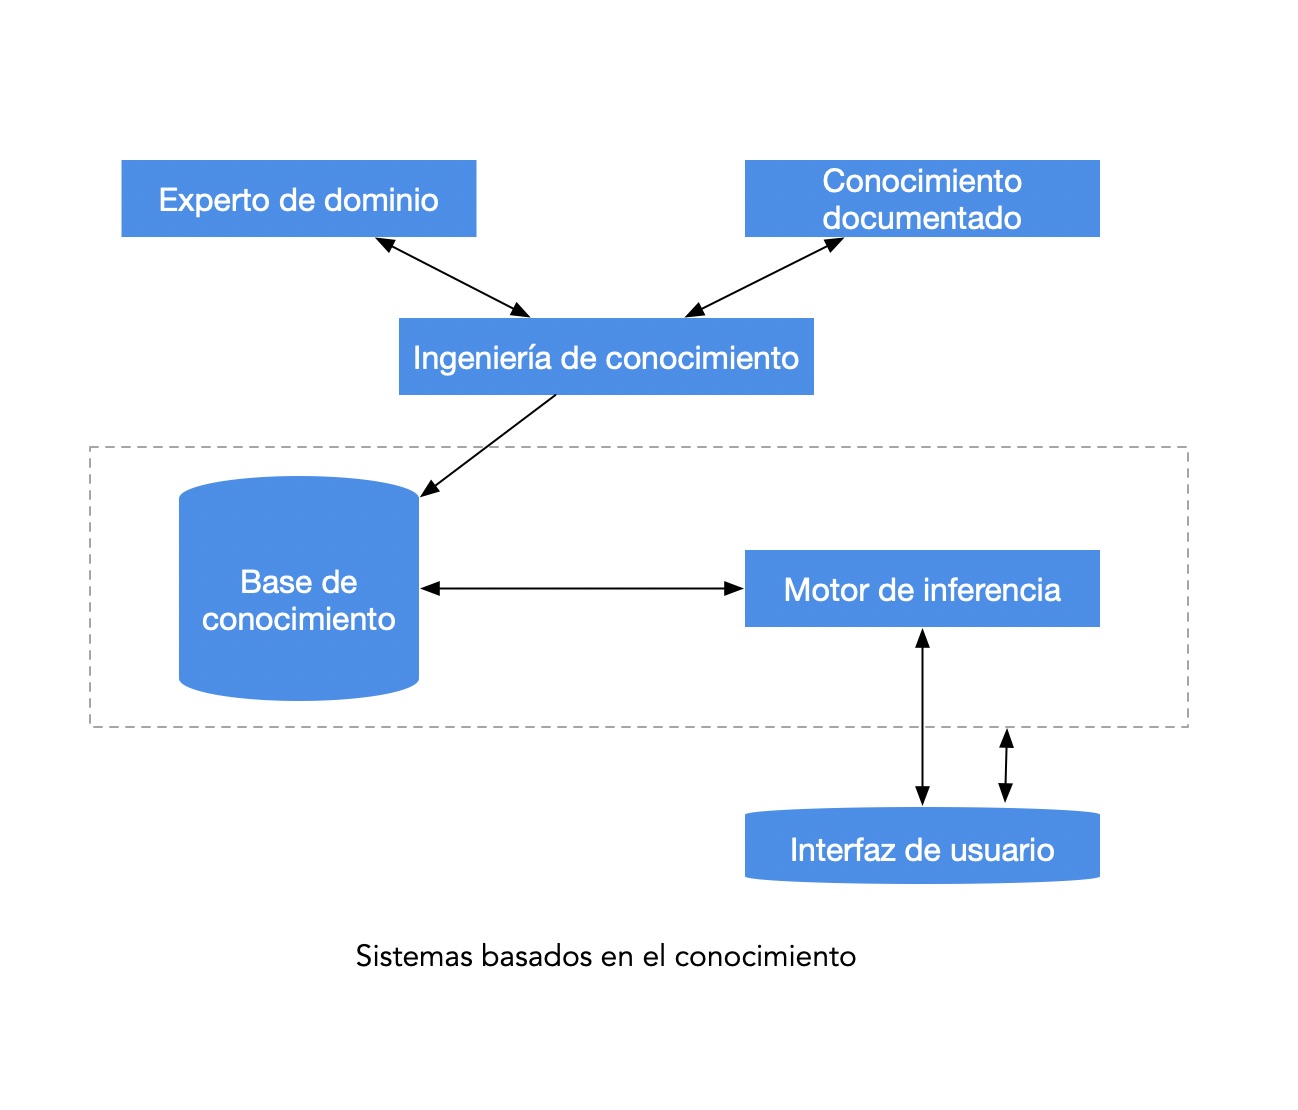 Experto de dominio
Conocimiento
documentado
Ingeniería de conocimiento
Base de
conocimiento
Motor de inferencia
Interfaz de usuario
Sistemas basados en el conocimiento